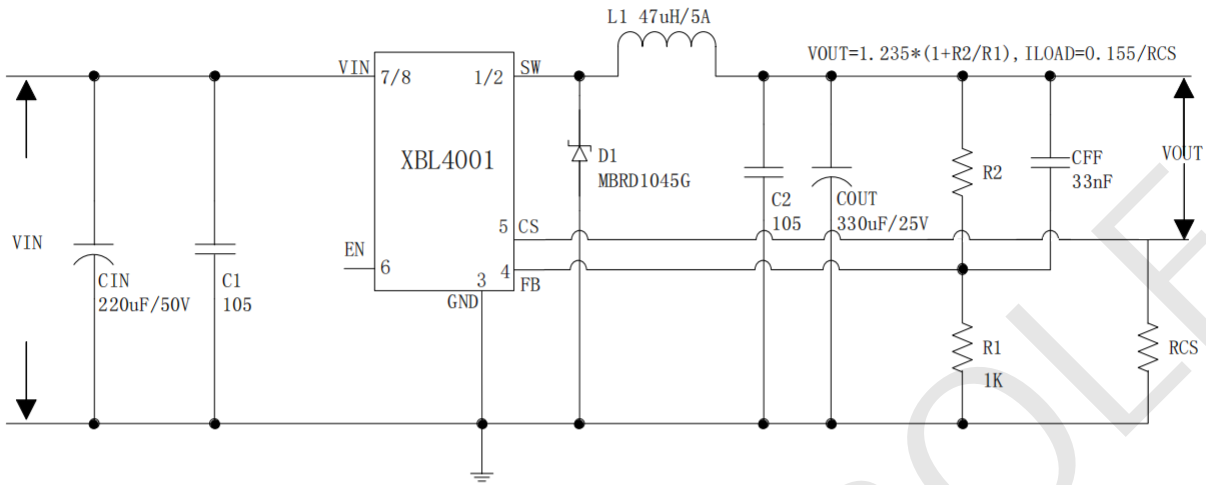 L1 47uH/5A
VOUT=1.235*(1+R2/R1), ILOAD=0.155/RCS
VIN
7/8
1/2
SW
XBL4001
D1
MBRD1045G
R2
CFF
33nF
VOUT
C2
105
COUT
330uF/25V
5
CS
VIN
EN
6
3
4
FB
GND
CIN
220uF/50V
C1
105
R1
1K
RCS